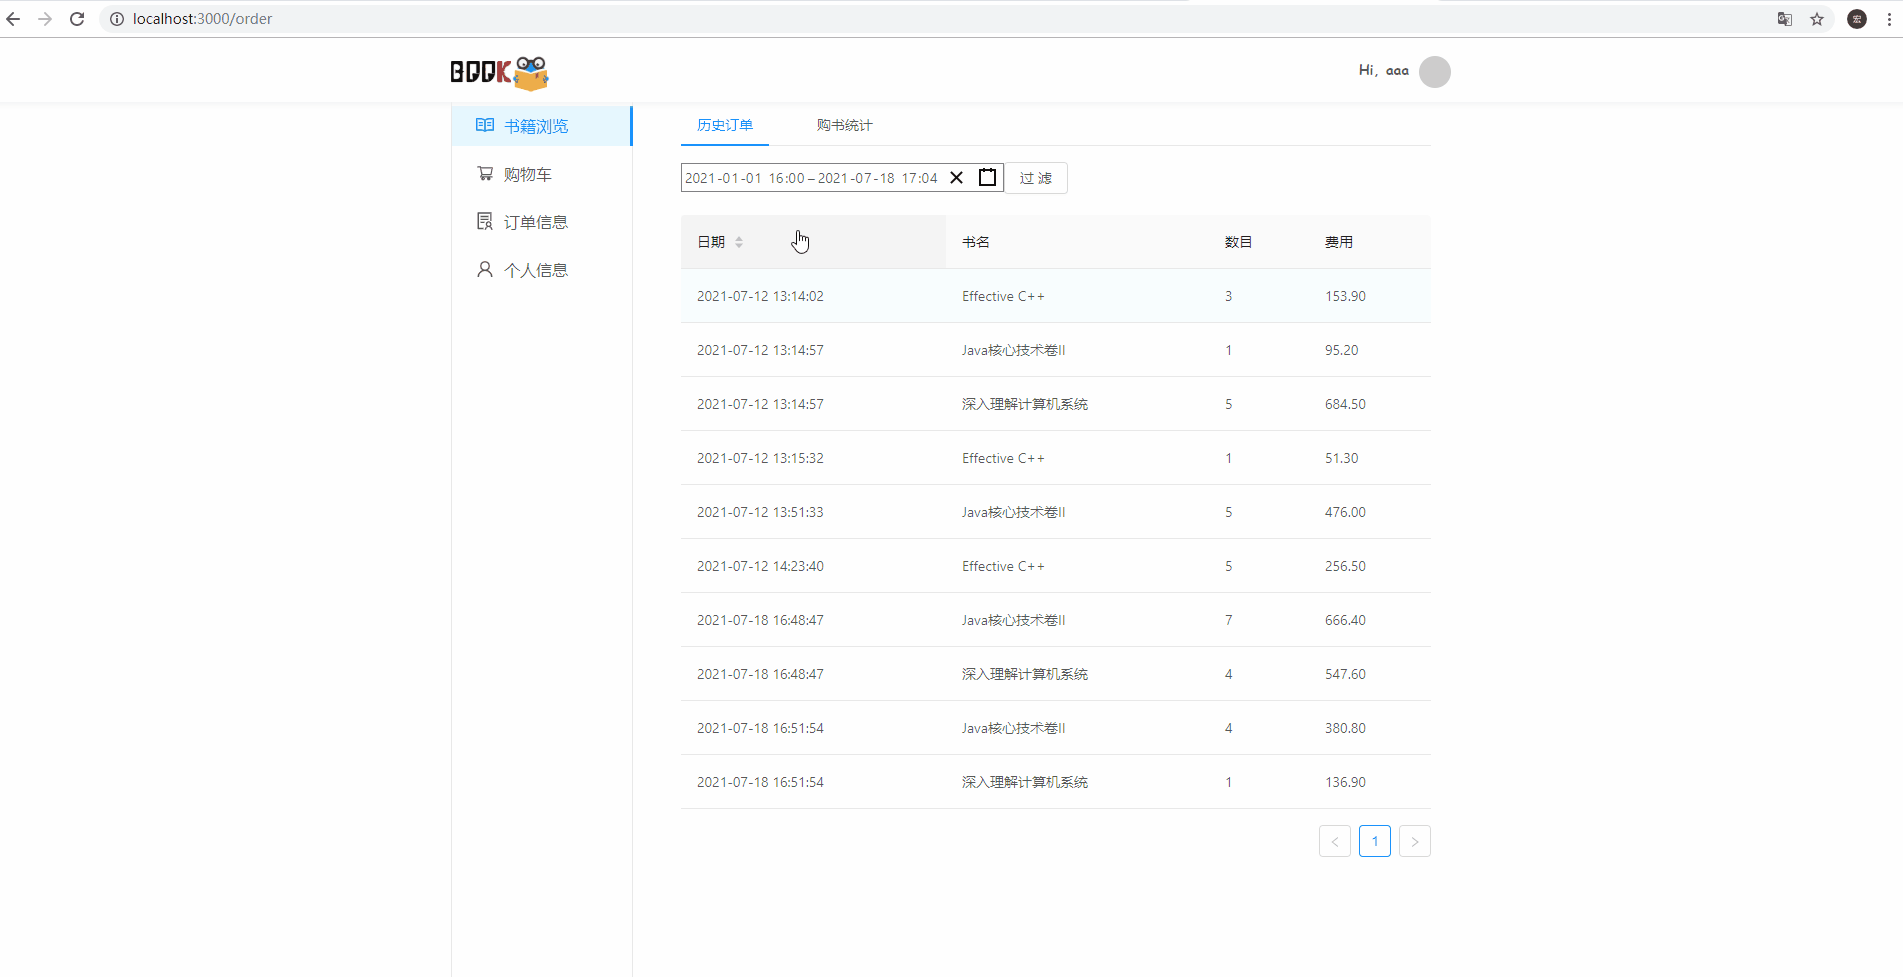 localhost:3000/order
BOOK
Hi, aaa
书籍浏览
购物车
订单信息
个人信息
历史订单 购书统计
2021-01-01 16:00 – 2021-07-18 17:04 过 滤
日期 书名 数目 费用
2021-07-12 13:14:02 Effective C++ 3 153.90
2021-07-12 13:14:57 Java核心技术卷II 1 95.20
2021-07-12 13:14:57 深入理解计算机系统 5 684.50
2021-07-12 13:15:32 Effective C++ 1 51.30
2021-07-12 13:51:33 Java核心技术卷II 5 476.00
2021-07-12 14:23:40 Effective C++ 5 256.50
2021-07-18 16:48:47 Java核心技术卷II 7 666.40
2021-07-18 16:48:47 深入理解计算机系统 4 547.60
2021-07-18 16:51:54 Java核心技术卷II 4 380.80
2021-07-18 16:51:54 深入理解计算机系统 1 136.90
< 1 >